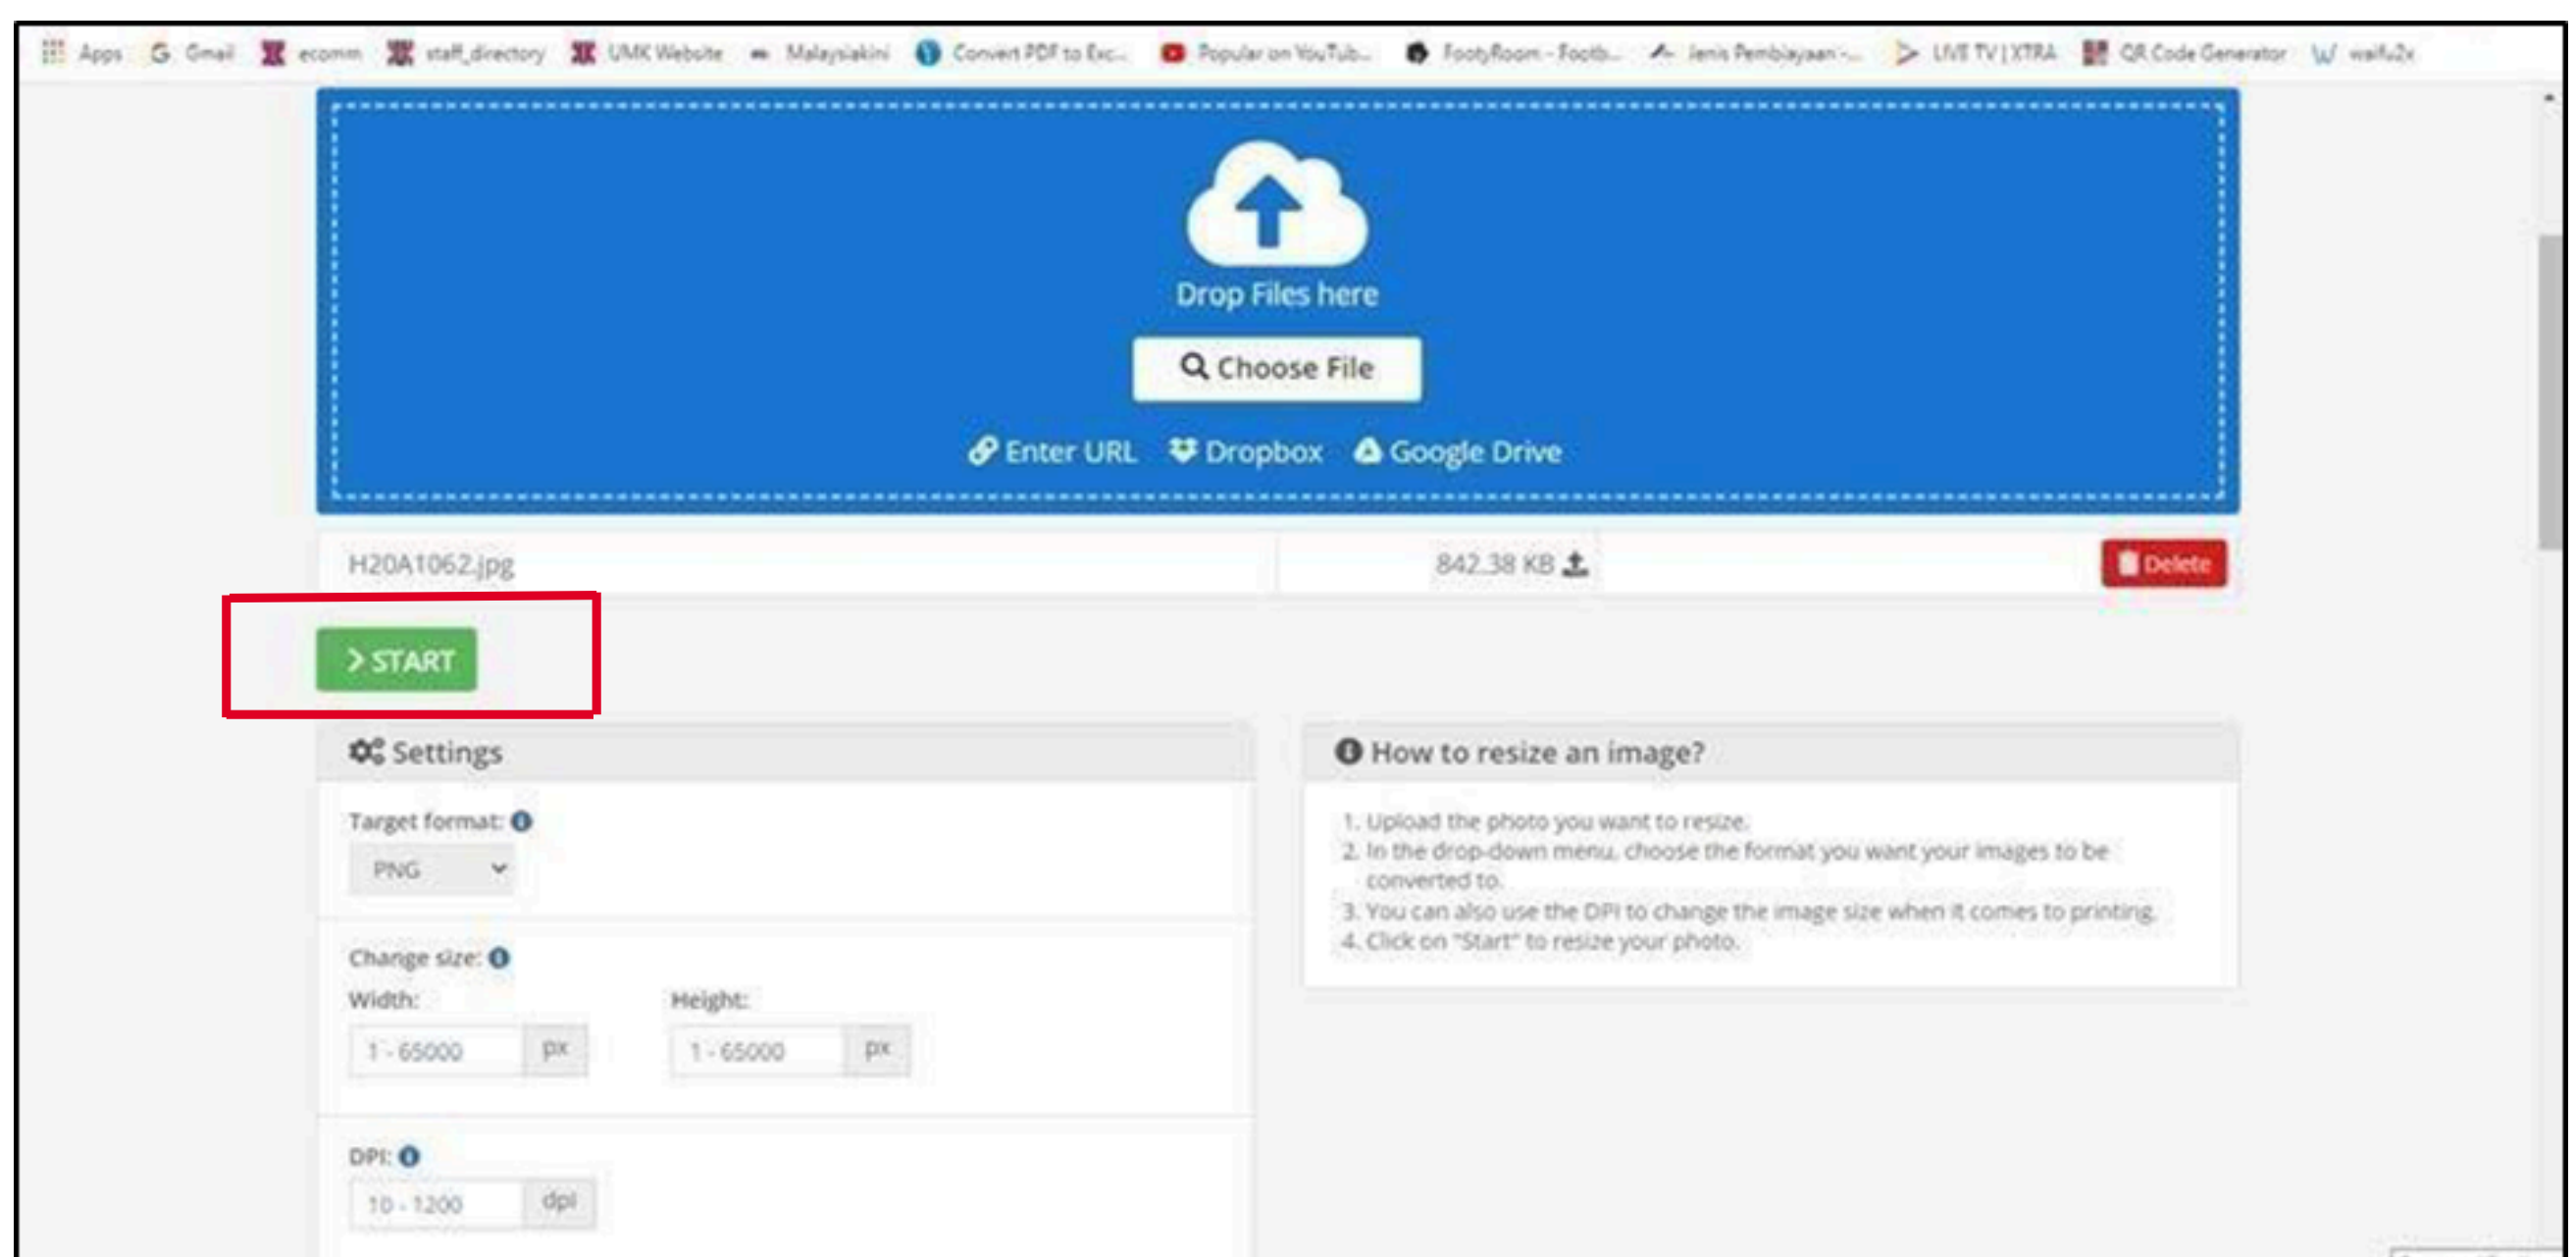 Apps Gmail ecomm staff_directory UMK Website Malaysiakini Convert PDF to Exc... Popular on YouTub... FootyRoom - Footb... Jenis Pembiayaan -... LIVE TV | XTRA QR Code Generator waifu2x
Drop Files here
Choose File
Enter URL Dropbox Google Drive
H20A1062.jpg 842.38 KB Delete
START
Settings
Target format:
PNG
Change size:
Width: Height:
1 - 65000 px 1 - 65000 px
DPI:
10 - 1200 dpi
How to resize an image?
1. Upload the photo you want to resize.
2. In the drop-down menu, choose the format you want your images to be
converted to.
3. You can also use the DPI to change the image size when it comes to printing.
4. Click on "Start" to resize your photo.